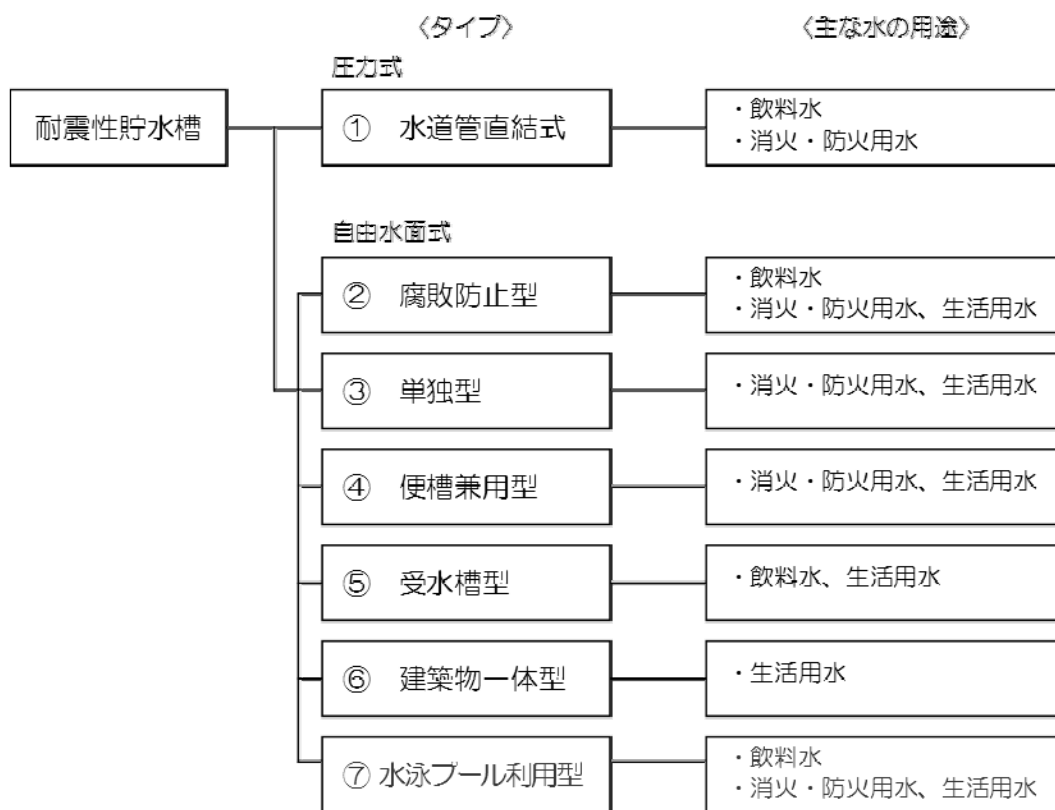 〈タイプ〉 〈主な水の用途〉
圧力式
耐震性貯水槽
① 水道管直結式
・飲料水
・消火・防火用水
自由水面式
② 腐敗防止型
・飲料水
・消火・防火用水、生活用水
③ 単独型
・消火・防火用水、生活用水
④ 便槽兼用型
・消火・防火用水、生活用水
⑤ 受水槽型
・飲料水、生活用水
⑥ 建築物一体型
・生活用水
⑦ 水泳プール利用型
・飲料水
・消火・防火用水、生活用水